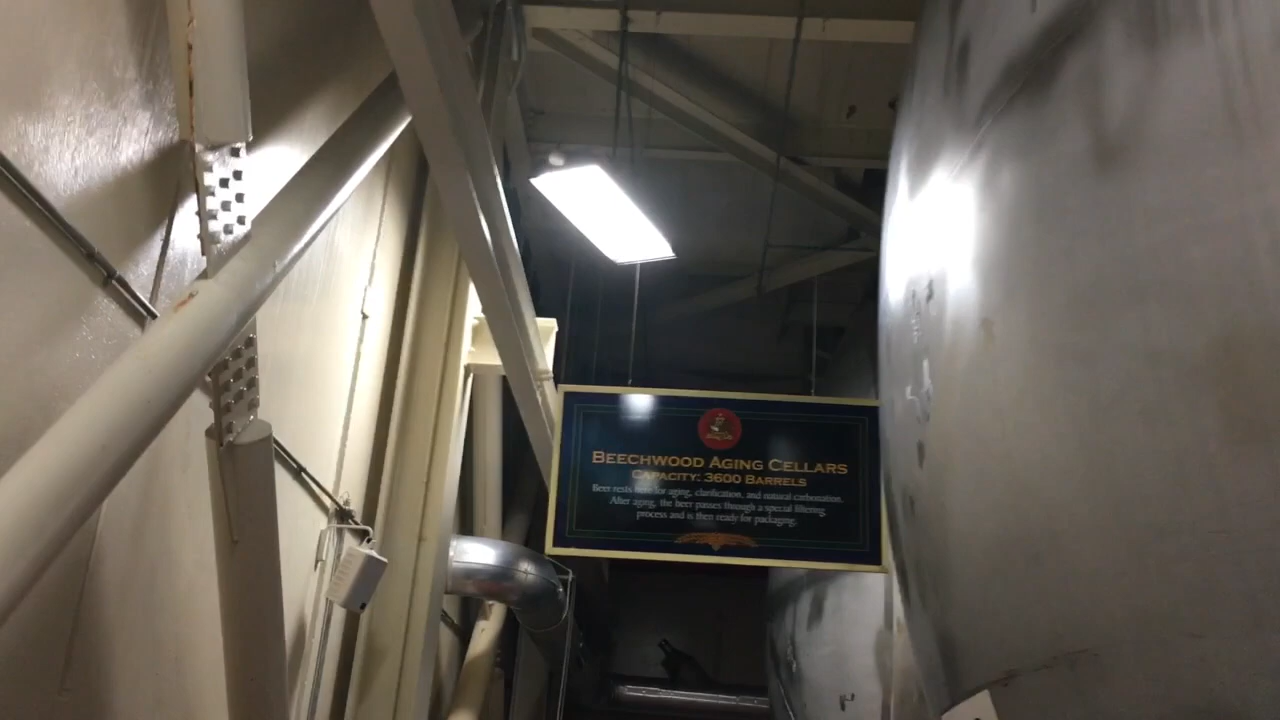 BEECHWOOD AGING CELLARS
CAPACITY: 3600 BARRELS
Beer rests here for aging, clarification, and natural carbonation.
After aging, the beer passes through a special filtering
process and is then ready for packaging.